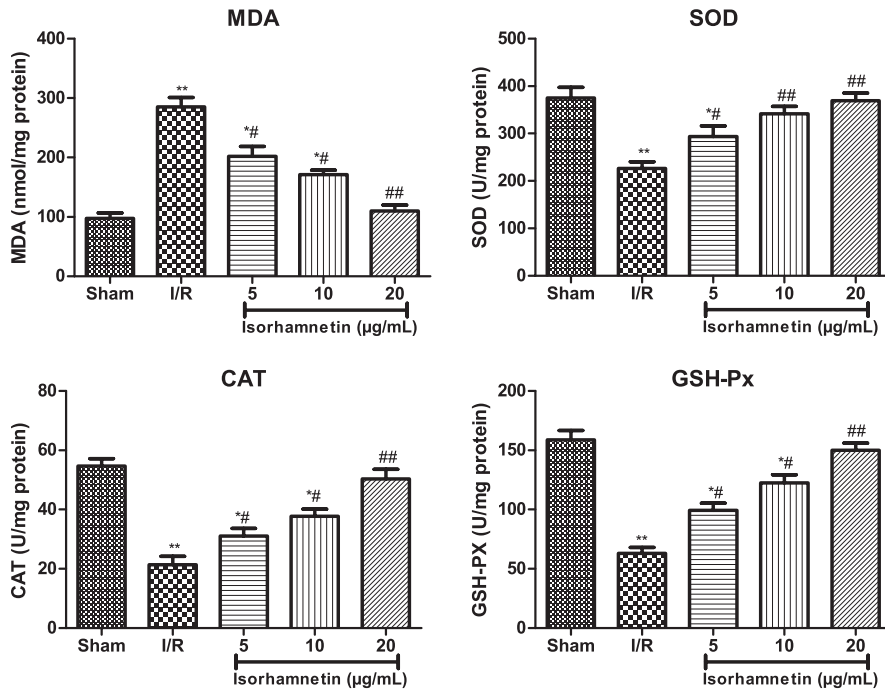 MDA
MDA (nmol/mg protein)
400
300
200
100
0
**
*#
*#
##
Sham I/R 5 10 20
Isorhamnetin (µg/mL)
SOD
SOD (U/mg protein)
500
400
300
200
100
0
**
*#
##
##
Sham I/R 5 10 20
Isorhamnetin (µg/mL)
CAT
CAT (U/mg protein)
80
60
40
20
0
**
*#
*#
##
Sham I/R 5 10 20
Isorhamnetin (µg/mL)
GSH-Px
GSH-PX (U/mg protein)
200
150
100
50
0
**
*#
*#
##
Sham I/R 5 10 20
Isorhamnetin (µg/mL)